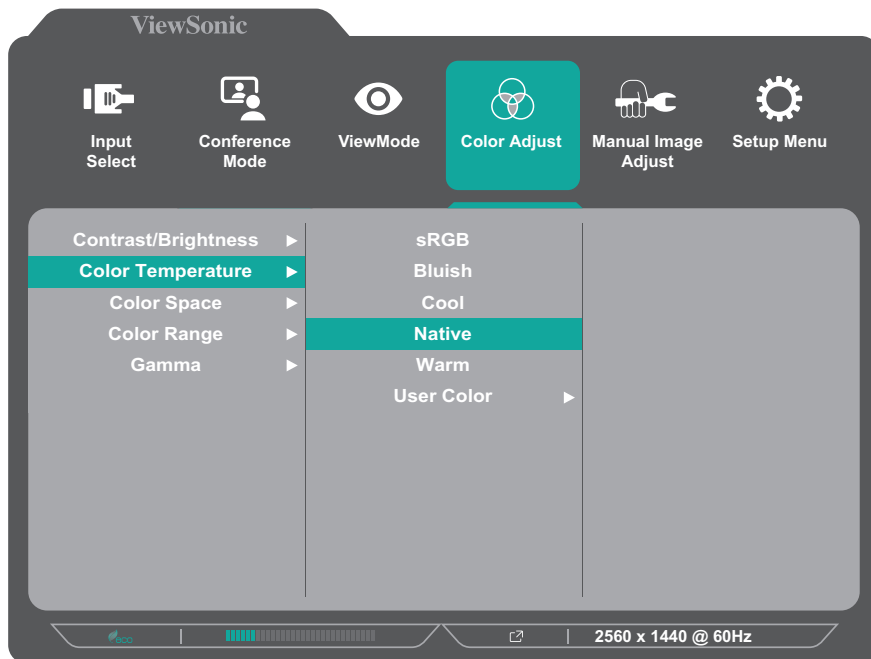 ViewSonic
Input
Select
Conference
Mode
ViewMode
Color Adjust
Manual Image
Adjust
Setup Menu
Contrast/Brightness
Color Temperature
Color Space
Color Range
Gamma
sRGB
Bluish
Cool
Native
Warm
User Color
eco
2560 x 1440 @ 60Hz